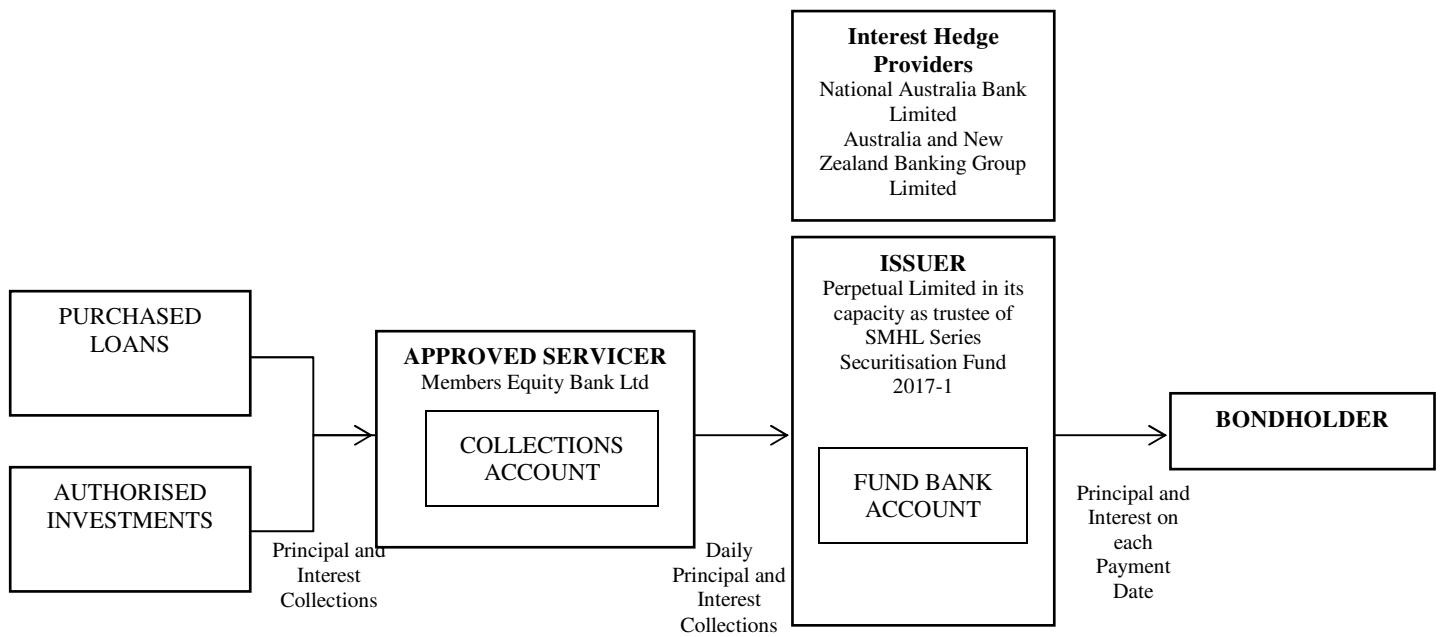 PURCHASED
LOANS
AUTHORISED
INVESTMENTS
Principal and
Interest
Collections
APPROVED SERVICER
Members Equity Bank Ltd
COLLECTIONS
ACCOUNT
Daily
Principal and
Interest
Collections
Interest Hedge
Providers
National Australia Bank
Limited
Australia and New
Zealand Banking Group
Limited
ISSUER
Perpetual Limited in its
capacity as trustee of
SMHL Series
Securitisation Fund
2017-1
FUND BANK
ACCOUNT
Principal and
Interest on
each
Payment
Date
BONDHOLDER